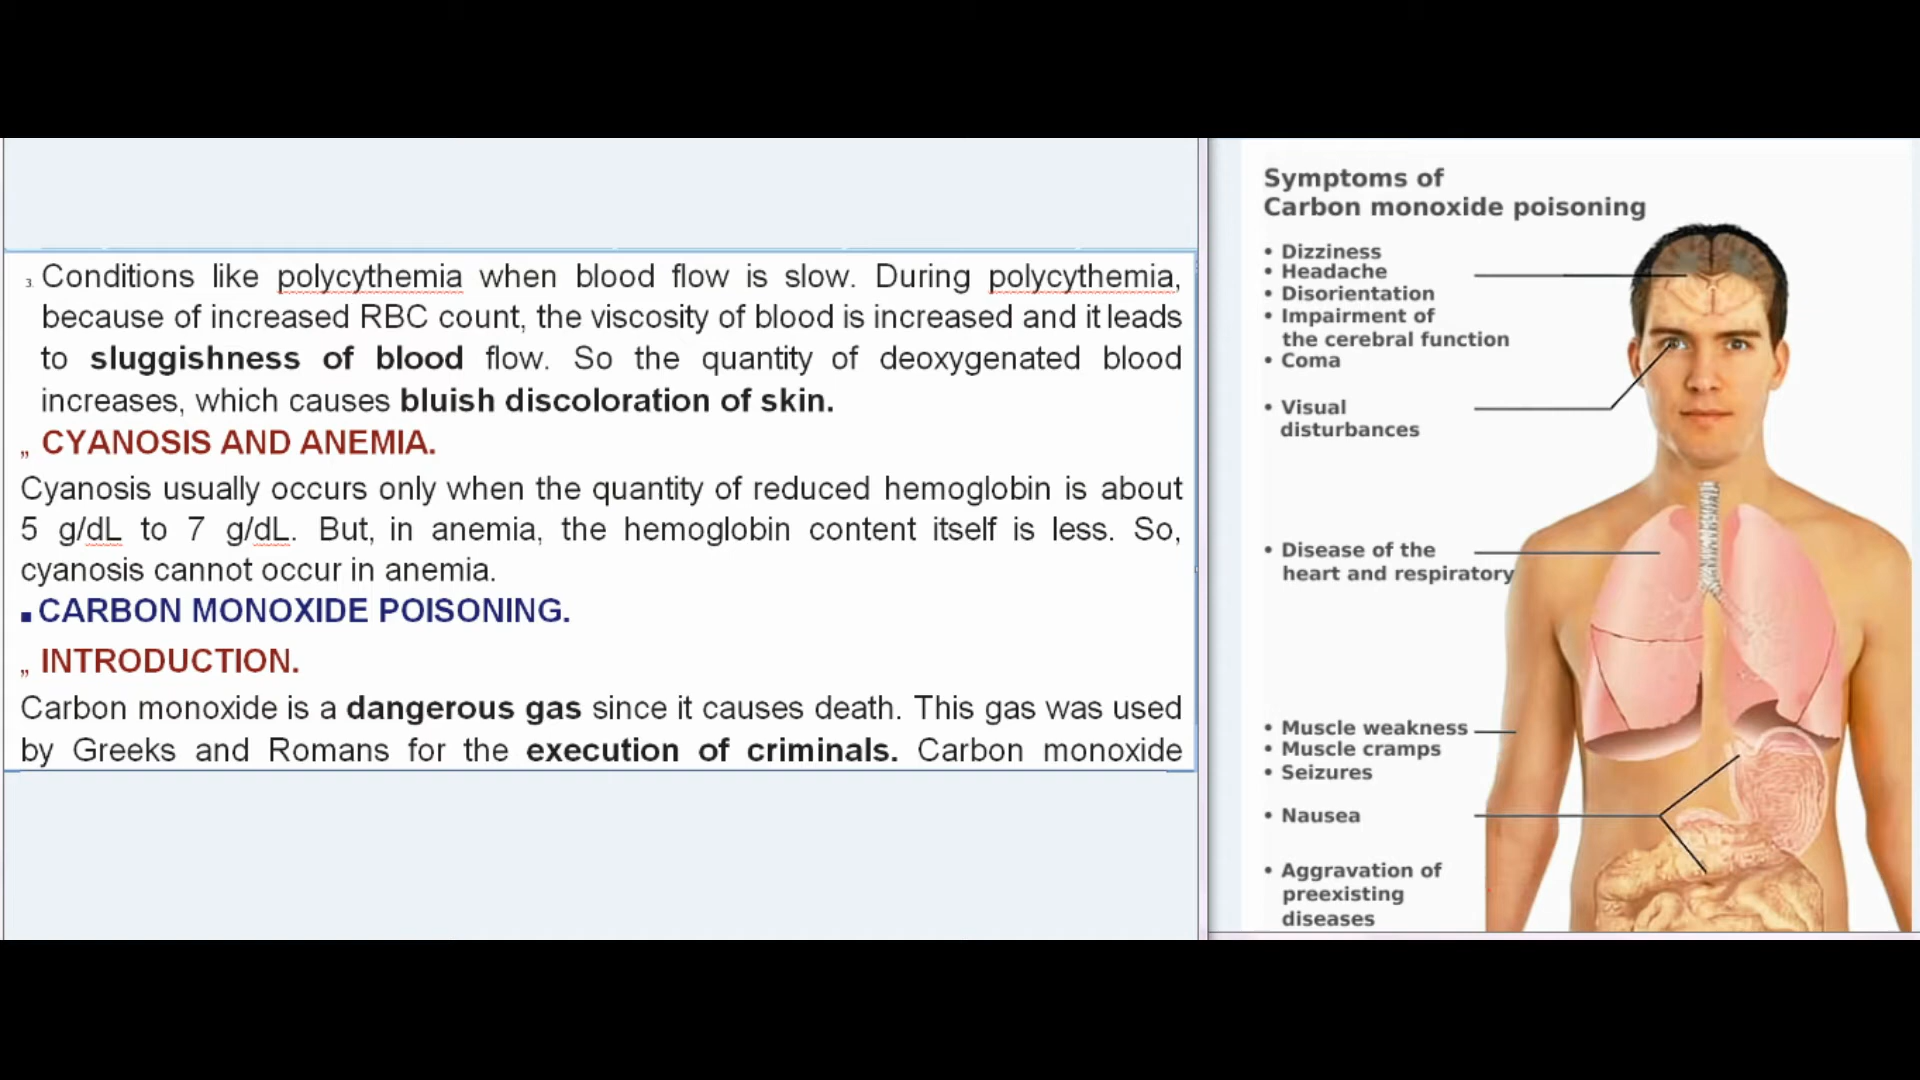 3. Conditions like polycythemia when blood flow is slow. During polycythemia,
because of increased RBC count, the viscosity of blood is increased and it leads
to sluggishness of blood flow. So the quantity of deoxygenated blood
increases, which causes bluish discoloration of skin.
„ CYANOSIS AND ANEMIA.
Cyanosis usually occurs only when the quantity of reduced hemoglobin is about
5 g/dL to 7 g/dL. But, in anemia, the hemoglobin content itself is less. So,
cyanosis cannot occur in anemia.
■ CARBON MONOXIDE POISONING.
„ INTRODUCTION.
Carbon monoxide is a dangerous gas since it causes death. This gas was used
by Greeks and Romans for the execution of criminals. Carbon monoxide
Symptoms of
Carbon monoxide poisoning
• Dizziness
• Headache
• Disorientation
• Impairment of
the cerebral function
• Coma
• Visual
disturbances
• Disease of the
heart and respiratory
• Muscle weakness
• Muscle cramps
• Seizures
• Nausea
• Aggravation of
preexisting
diseases